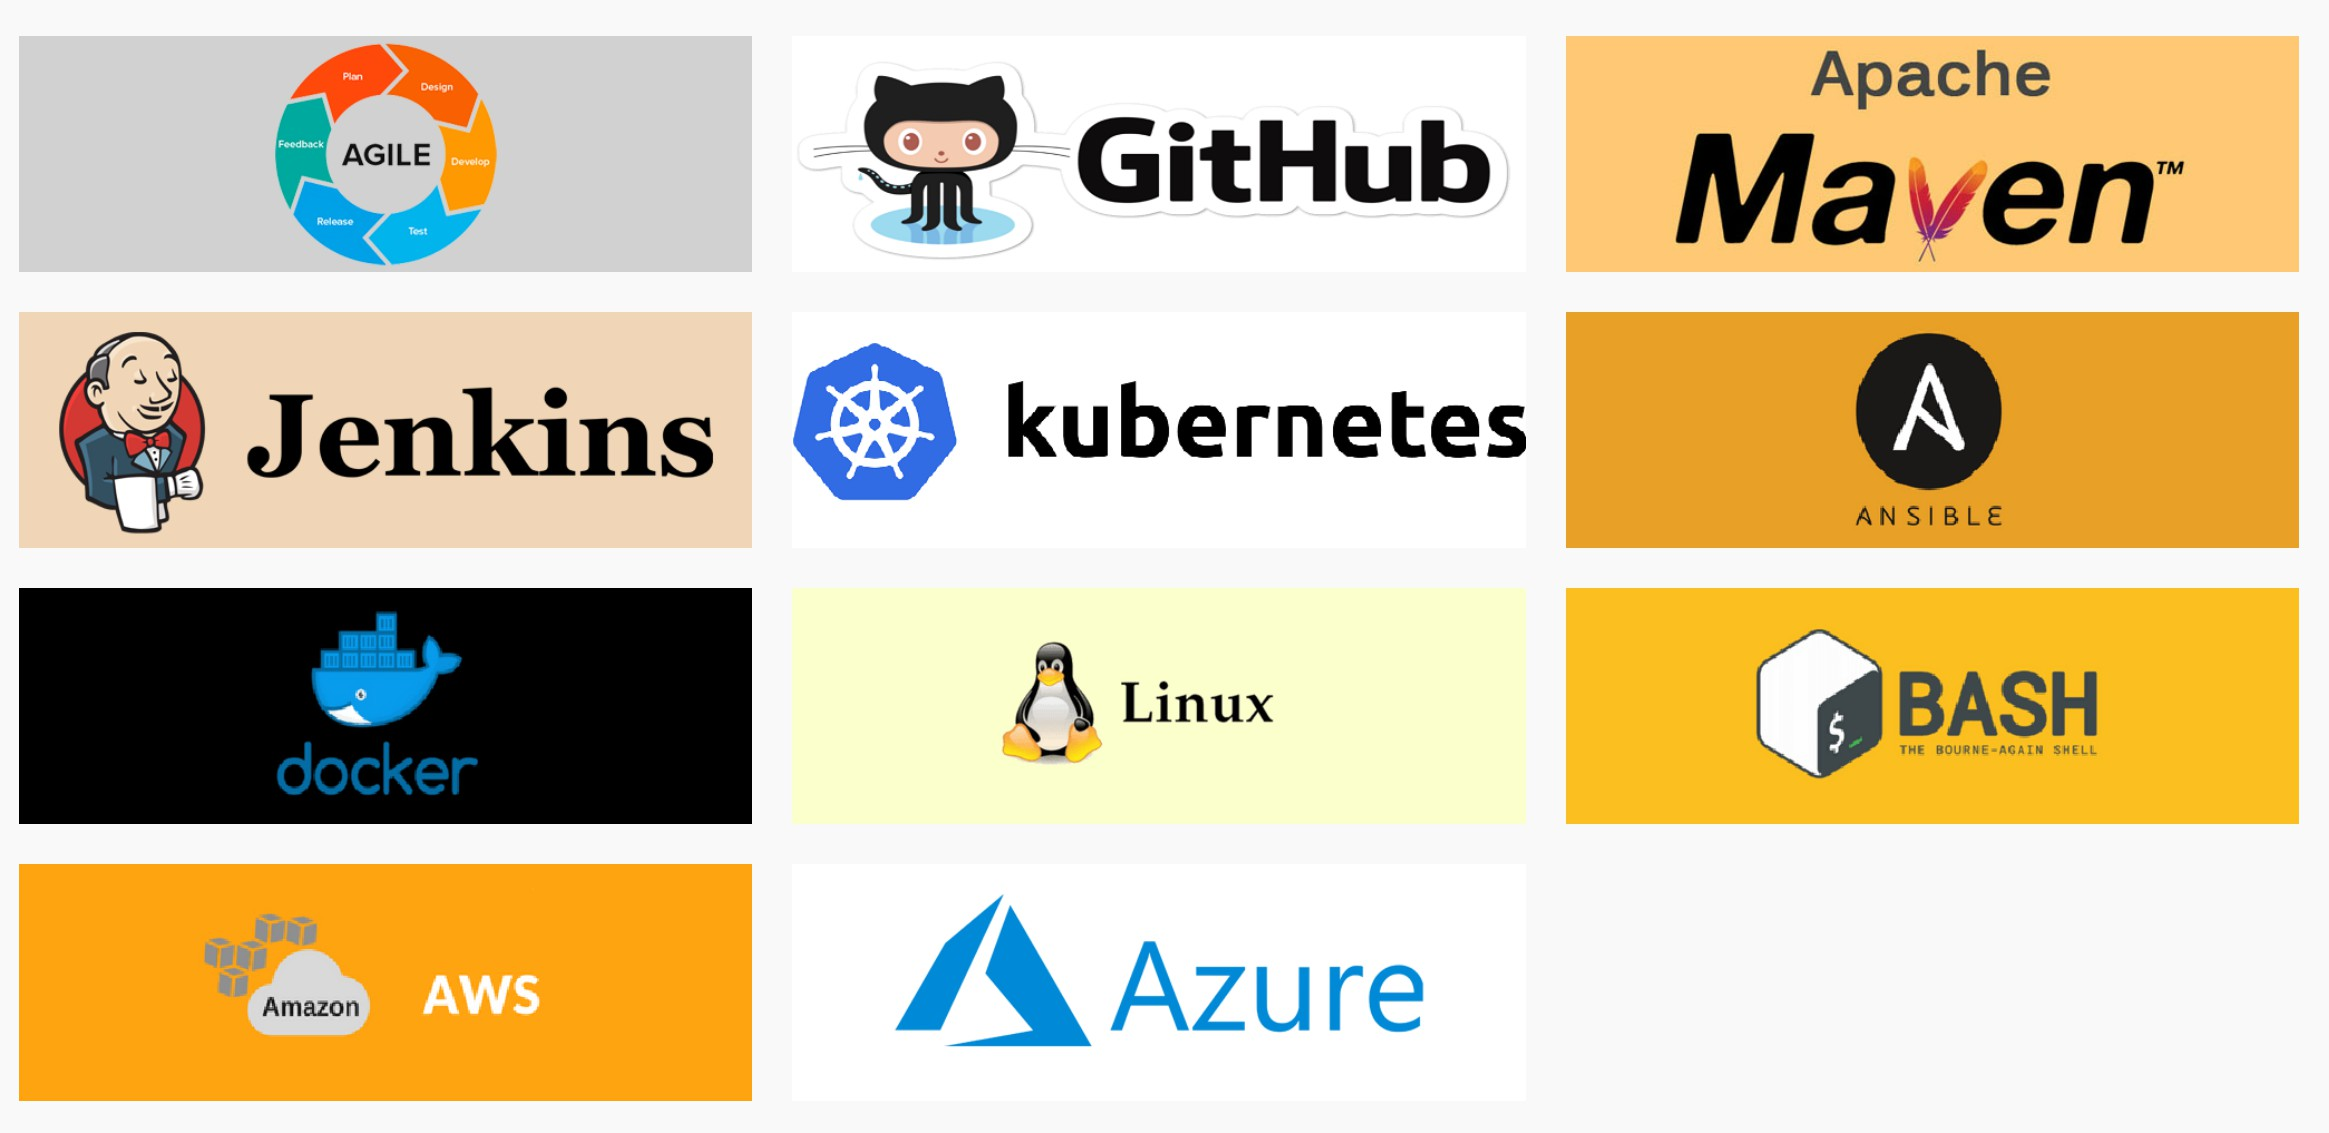 Plan
Design
Feedback
AGILE
Develop
Release
Test
GitHub
Apache
Maven™
Jenkins
kubernetes
ANSIBLE
docker
Linux
$
BASH
THE BOURNE-AGAIN SHELL
Amazon
AWS
Azure